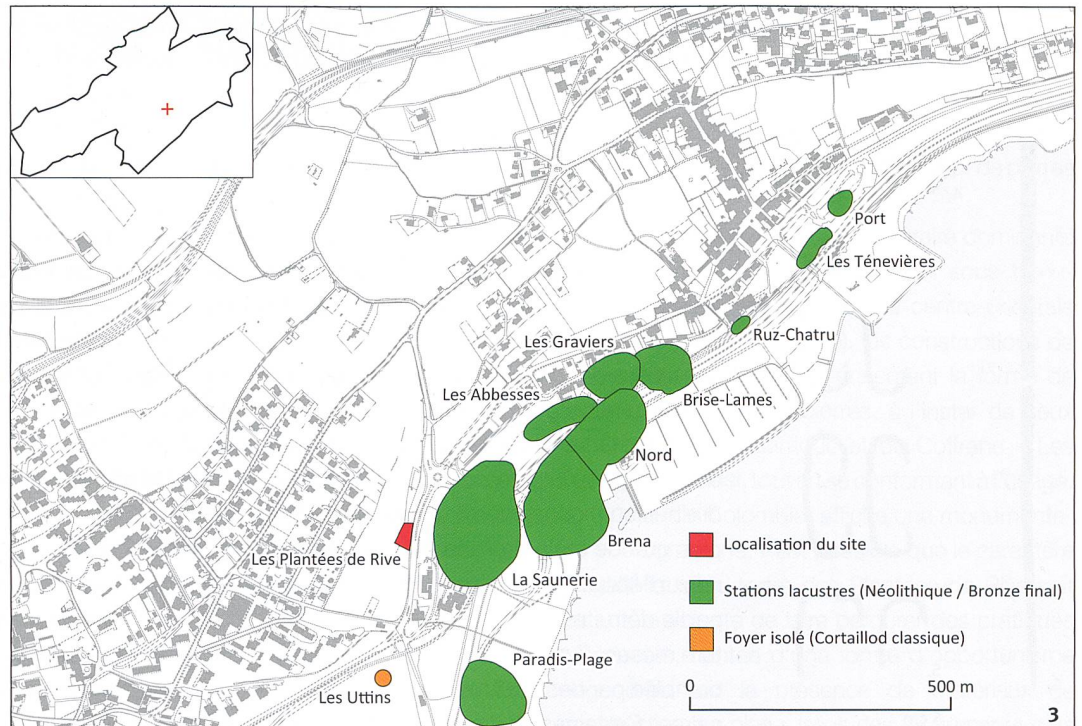 Port
Les Ténevières
Ruz-Chatru
Les Graviers
Brise-Lames
Les Abbesses
Nord
Brena
Les Plantées de Rive
La Saunerie
Paradis-Plage
Les Uttins
Localisation du site
Stations lacustres (Néolithique / Bronze final)
Foyer isolé (Cortaillod classique)
0 500 m
3